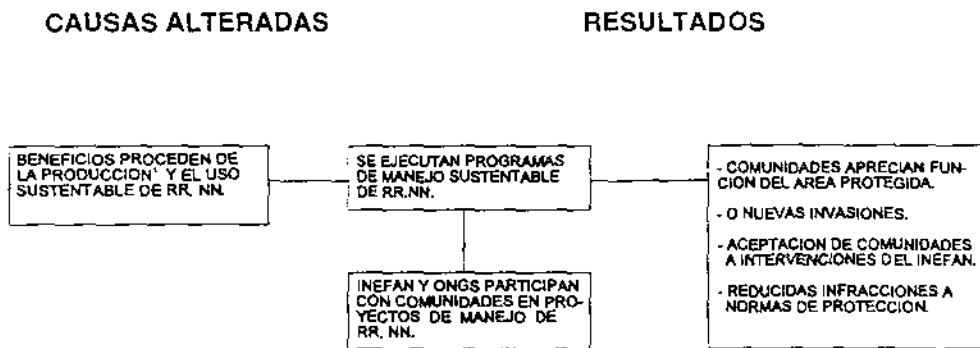 CAUSAS ALTERADAS
RESULTADOS
BENEFICIOS PROCEDEN DE
LA PRODUCCION' Y EL USO
SUSTENTABLE DE RR. NN.
SE EJECUTAN PROGRAMAS
DE MANEJO SUSTENTABLE
DE RR.NN.
INEFAN Y ONGS PARTICIPAN
CON COMUNIDADES EN PRO-
YECTOS DE MANEJO DE
RR. NN.
- COMUNIDADES APRECIAN FUN-
CION DEL AREA PROTEGIDA.
- O NUEVAS INVASIONES.
- ACEPTACION DE COMUNIDADES
A INTERVENCIONES DEL INEFAN.
- REDUCIDAS INFRACCIONES A
NORMAS DE PROTECCION.